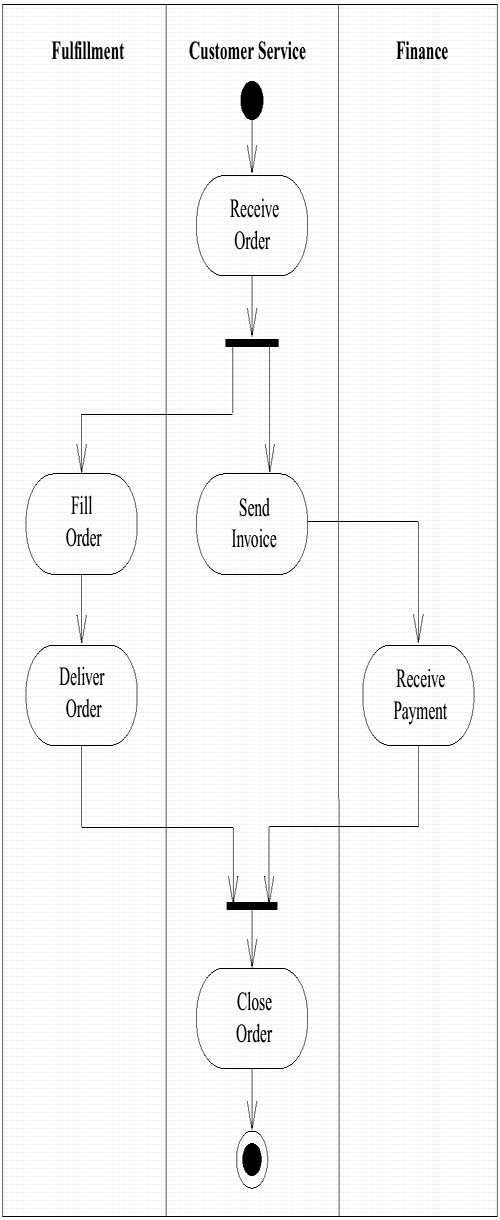 Fulfillment
Customer Service
Finance
Receive
Order
Fill
Order
Send
Invoice
Deliver
Order
Receive
Payment
Close
Order